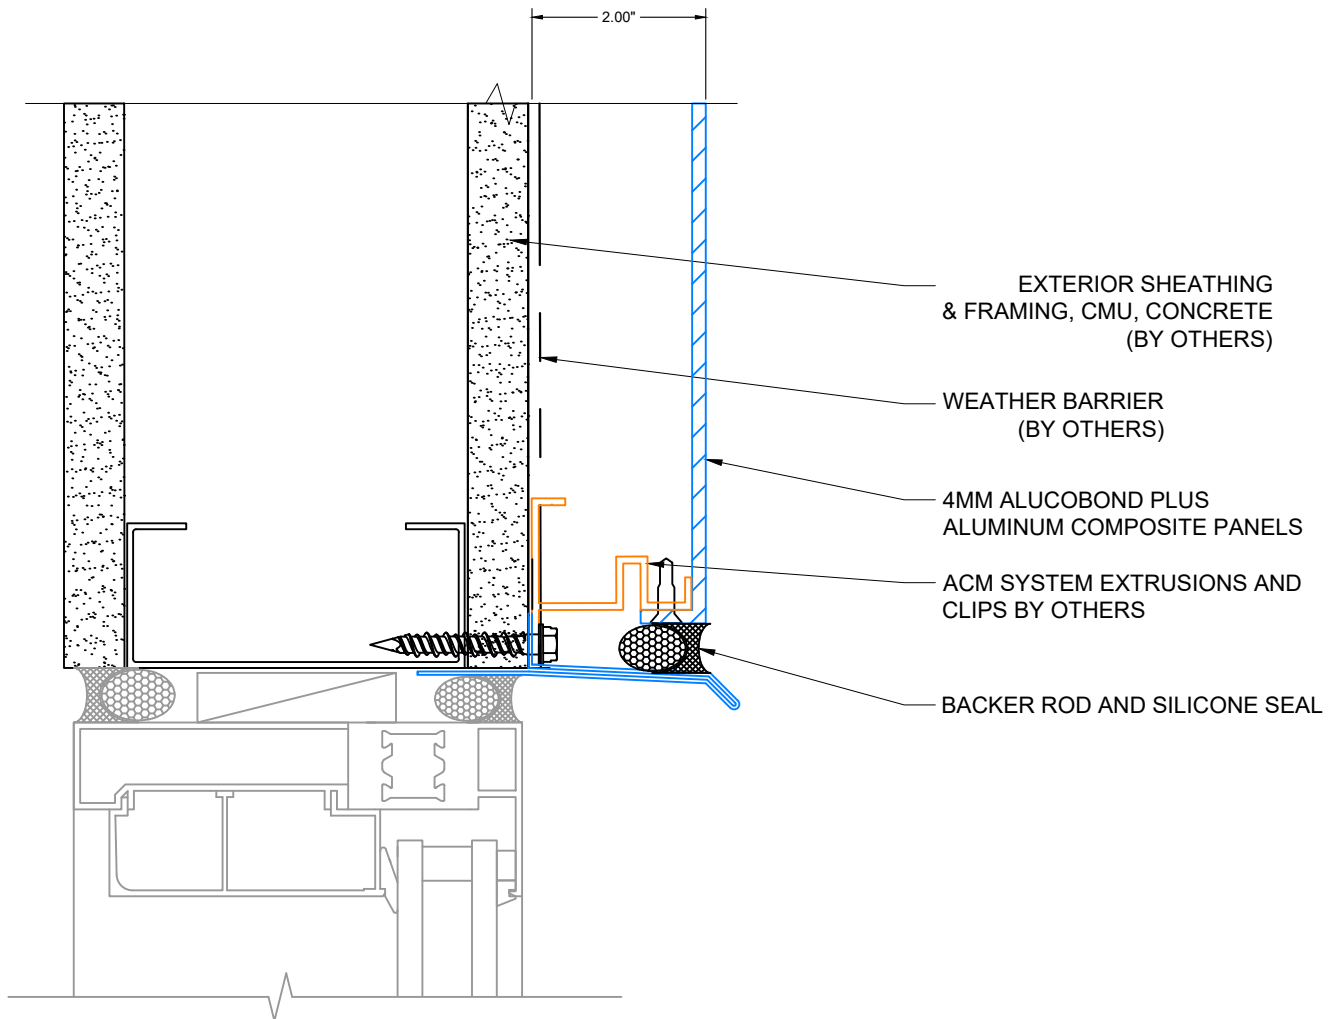 2.00"
EXTERIOR SHEATHING
& FRAMING, CMU, CONCRETE
(BY OTHERS)
WEATHER BARRIER
(BY OTHERS)
4MM ALUCOBOND PLUS
ALUMINUM COMPOSITE PANELS
ACM SYSTEM EXTRUSIONS AND
CLIPS BY OTHERS
BACKER ROD AND SILICONE SEAL